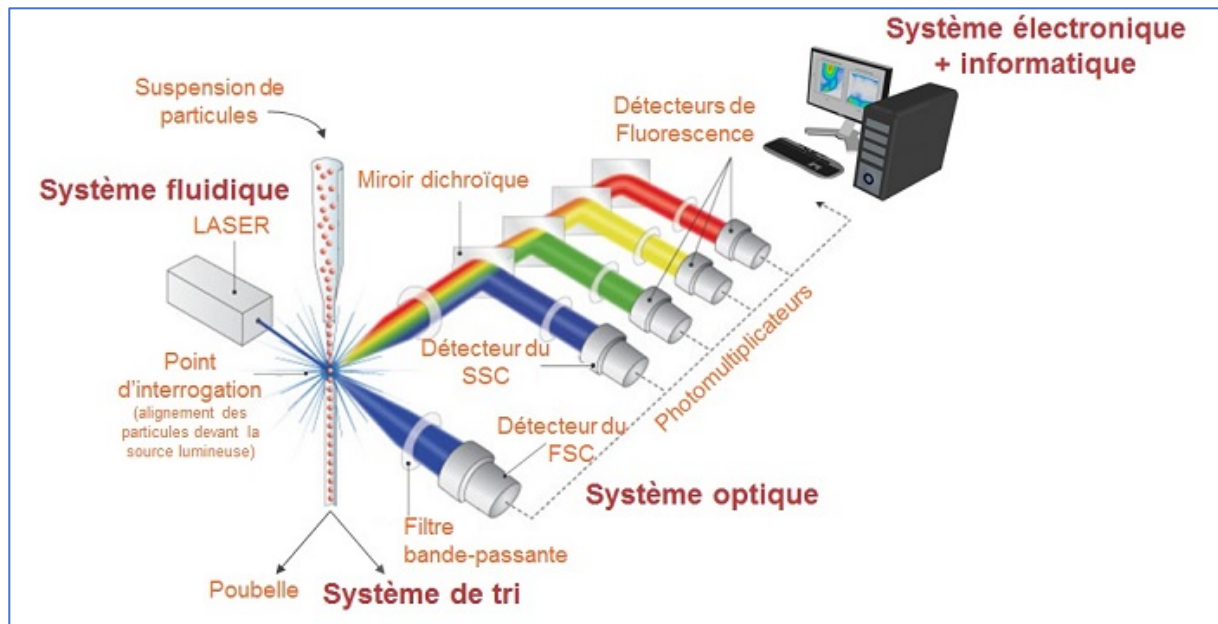 Système électronique
+ informatique
Suspension de
particules
Détecteurs de
Fluorescence
Miroir dichroïque
Système fluidique
LASER
Point
d’interrogation
(alignement des
particules devant la
source lumineuse)
Détecteur du
SSC
Photomultiplicateurs
Détecteur du
FSC
Système optique
Filtre
bande-passante
Poubelle
Système de tri